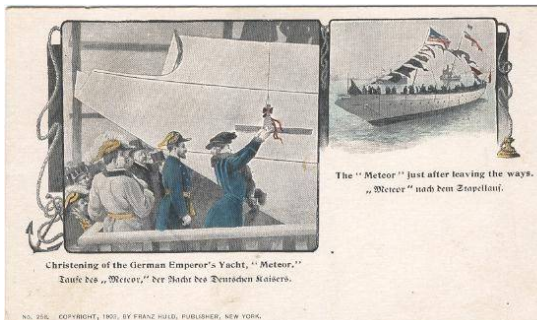 The "Meteor" just after leaving the ways.
„Meteor" nach dem Stapellauf.
Christening of the German Emperor's Yacht, "Meteor."
Taufe des „Meteor," der Yacht des Deutschen Kaisers.
No. 256. COPYRIGHT, 1902, BY FRANZ HULD, PUBLISHER, NEW YORK.